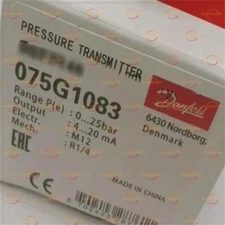 PRESSURE TRANSMITTER
075G1083
Range P(e) : 0...25bar
Output : 4...20 mA
Electr. : M12
Mech. : R1/4
EAC
CE
MADE IN CHINA
Danfoss
6430 Nordborg,
Denmark